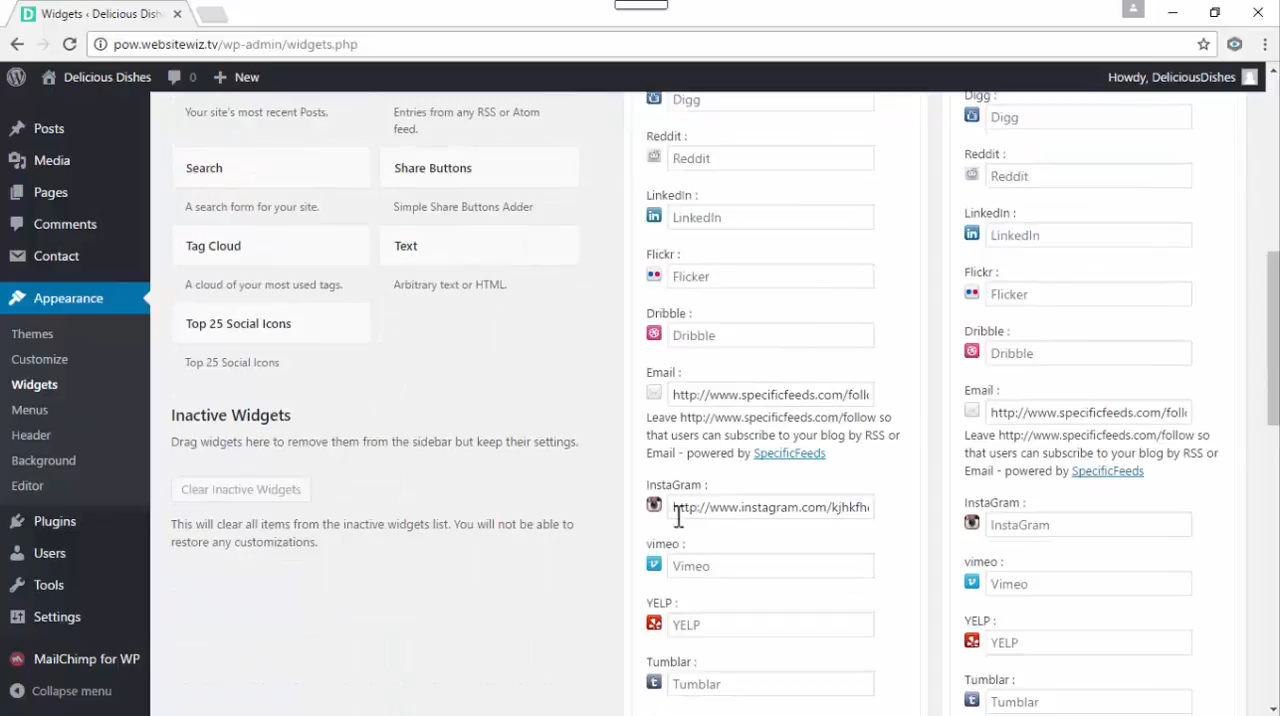 Widgets ‹ Delicious Dish
pow.websitewiz.tv/wp-admin/widgets.php
Delicious Dishes
0
New
Howdy, DeliciousDishes
Posts
Media
Pages
Comments
Contact
Appearance
Themes
Customize
Widgets
Menus
Header
Background
Editor
Plugins
Users
Tools
Settings
MailChimp for WP
Collapse menu
Your site's most recent Posts.
Entries from any RSS or Atom
feed.
Search
Share Buttons
A search form for your site.
Simple Share Buttons Adder
Tag Cloud
Text
A cloud of your most used tags.
Arbitrary text or HTML.
Top 25 Social Icons
Top 25 Social Icons
Inactive Widgets
Drag widgets here to remove them from the sidebar but keep their settings.
Clear Inactive Widgets
This will clear all items from the inactive widgets list. You will not be able to
restore any customizations.
Digg
Reddit :
Reddit
LinkedIn :
LinkedIn
Flickr :
Flicker
Dribble :
Dribble
Email :
http://www.specificfeeds.com/foll
Leave http://www.specificfeeds.com/follow so
that users can subscribe to your blog by RSS or
Email - powered by SpecificFeeds
InstaGram :
http://www.instagram.com/kjhkfh
vimeo :
Vimeo
YELP :
YELP
Tumblar :
Tumblar
Digg :
Digg
Reddit :
Reddit
LinkedIn :
LinkedIn
Flickr :
Flicker
Dribble :
Dribble
Email :
http://www.specificfeeds.com/foll
Leave http://www.specificfeeds.com/follow so
that users can subscribe to your blog by RSS or
Email - powered by SpecificFeeds
InstaGram :
InstaGram
vimeo :
Vimeo
YELP :
YELP
Tumblar :
Tumblar